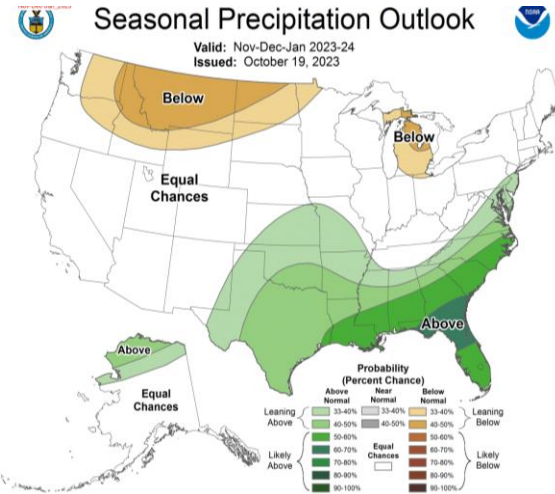 Seasonal Precipitation Outlook
Valid: Nov-Dec-Jan 2023-24
Issued: October 19, 2023
NOAA
Below
Below
Equal
Chances
Above
Above
Equal
Chances
Probability
(Percent Chance)
Above Normal
Near Normal
Below Normal
Leaning Above
33-40%
33-40%
33-40%
Leaning Below
40-50%
40-50%
40-50%
Likely Above
50-60%
Equal Chances
50-60%
Likely Below
60-70%
60-70%
70-80%
70-80%
80-90%
80-90%
90-100%
90-100%